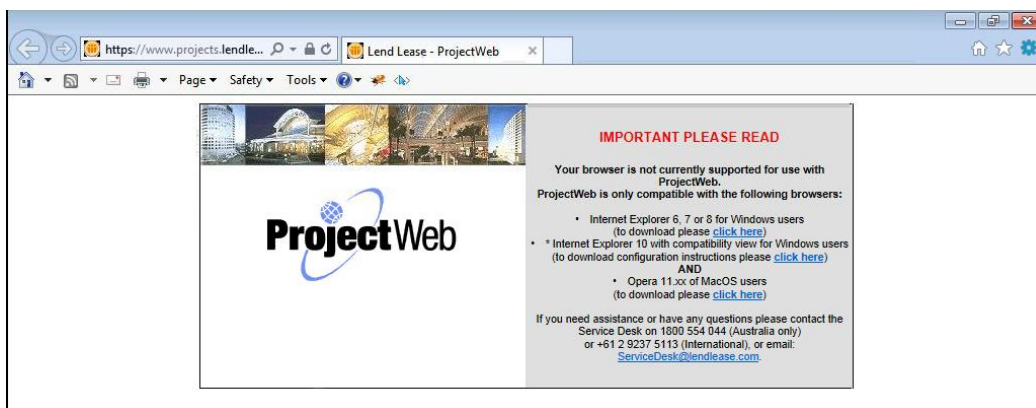 https://www.projects.lendle...
Lend Lease - ProjectWeb
Page
Safety
Tools
ProjectWeb
IMPORTANT PLEASE READ
Your browser is not currently supported for use with
ProjectWeb.
ProjectWeb is only compatible with the following browsers:
• Internet Explorer 6, 7 or 8 for Windows users
(to download please click here)
• * Internet Explorer 10 with compatibility view for Windows users
(to download configuration instructions please click here)
AND
• Opera 11.xx of MacOS users
(to download please click here)
If you need assistance or have any questions please contact the
Service Desk on 1800 554 044 (Australia only)
or +61 2 9237 5113 (International), or email:
ServiceDesk@lendlease.com.